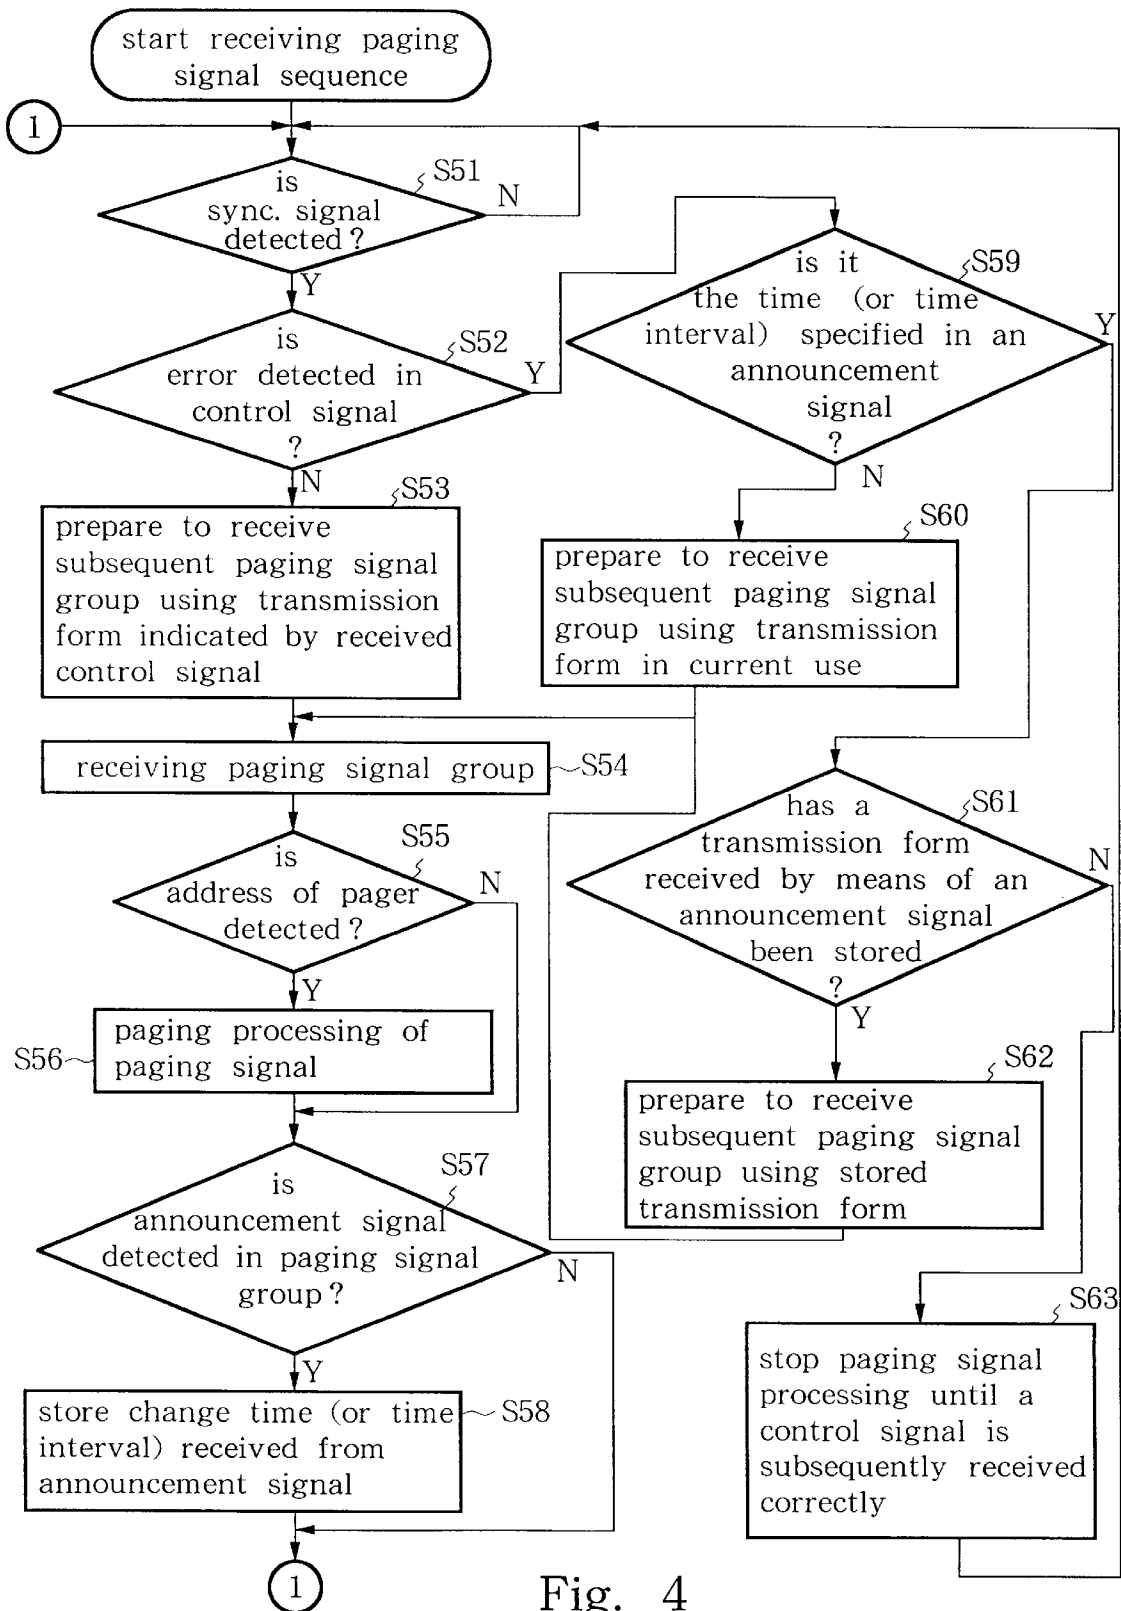 start receiving paging
signal sequence
1
S51
is
sync. signal
detected?
N
Y
S52
is
error detected in
control signal
?
Y
N
S53
prepare to receive
subsequent paging signal
group using transmission
form indicated by received
control signal
receiving paging signal group
S54
S55
is
address of pager
detected?
N
Y
S56
paging processing of
paging signal
S57
is
announcement signal
detected in paging signal
group?
N
Y
S58
store change time (or time
interval) received from
announcement signal
1
S59
is it
the time (or time
interval) specified in an
announcement
signal
?
Y
N
S60
prepare to receive
subsequent paging signal
group using transmission
form in current use
S61
has a
transmission form
received by means of an
announcement signal
been stored
?
N
Y
S62
prepare to receive
subsequent paging signal
group using stored
transmission form
S63
stop paging signal
processing until a
control signal is
subsequently received
correctly
Fig. 4